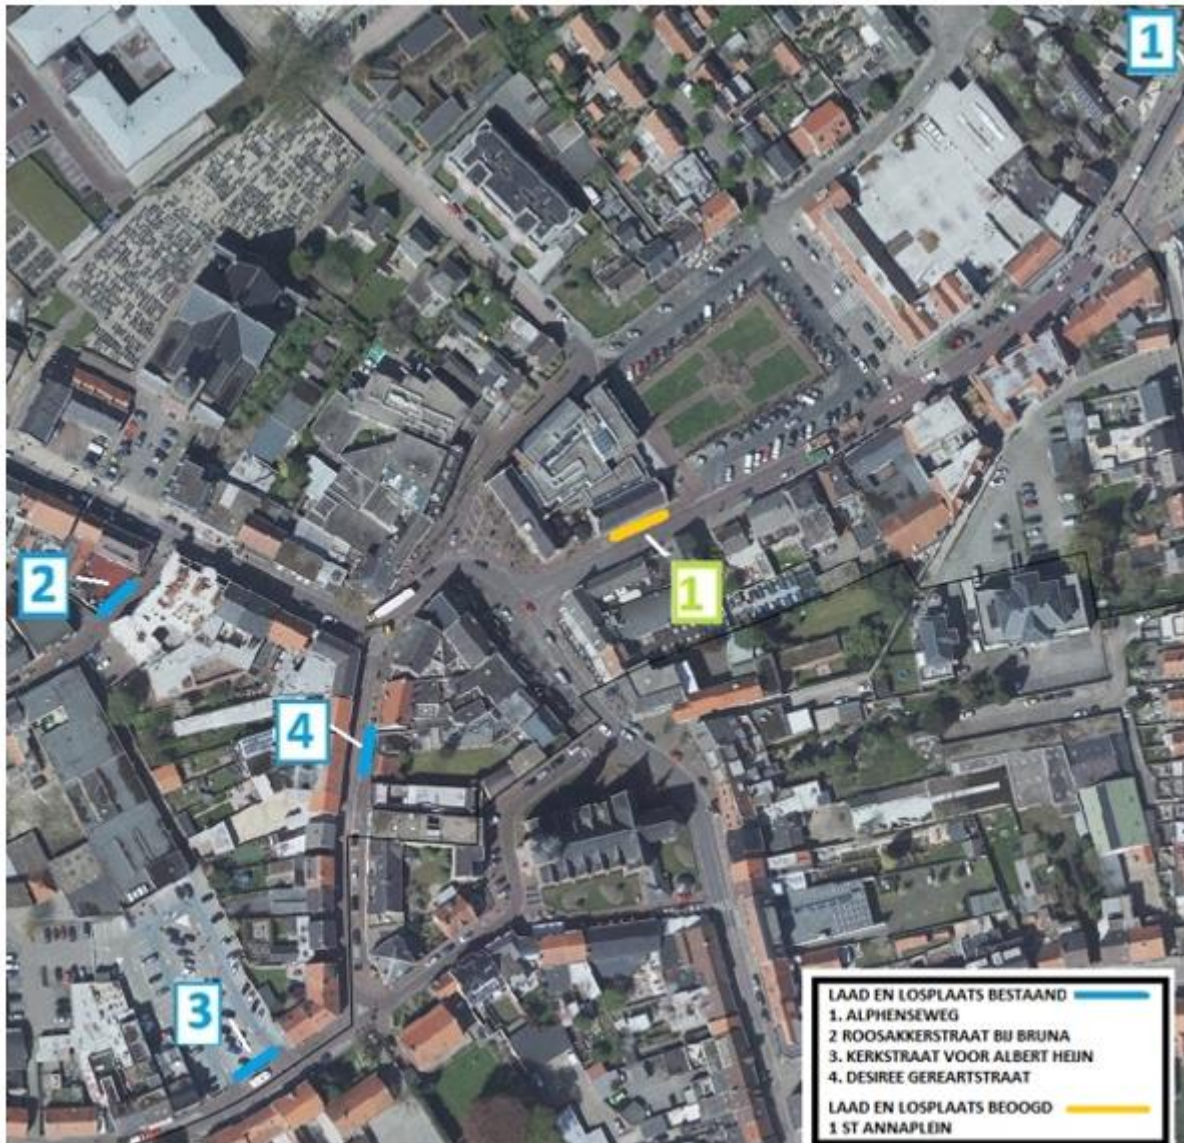 1
2
1
4
3
LAAD EN LOSPLAATS BESTAAND
1. ALPHENSEWEG
2 ROOSAKKERSTRAAT BIJ BRUNA
3. KERKSTRAAT VOOR ALBERT HEIJN
4. DESIREE GEREARTSTRAAT
LAAD EN LOSPLAATS BEOOGD
1 ST ANNAPLEIN